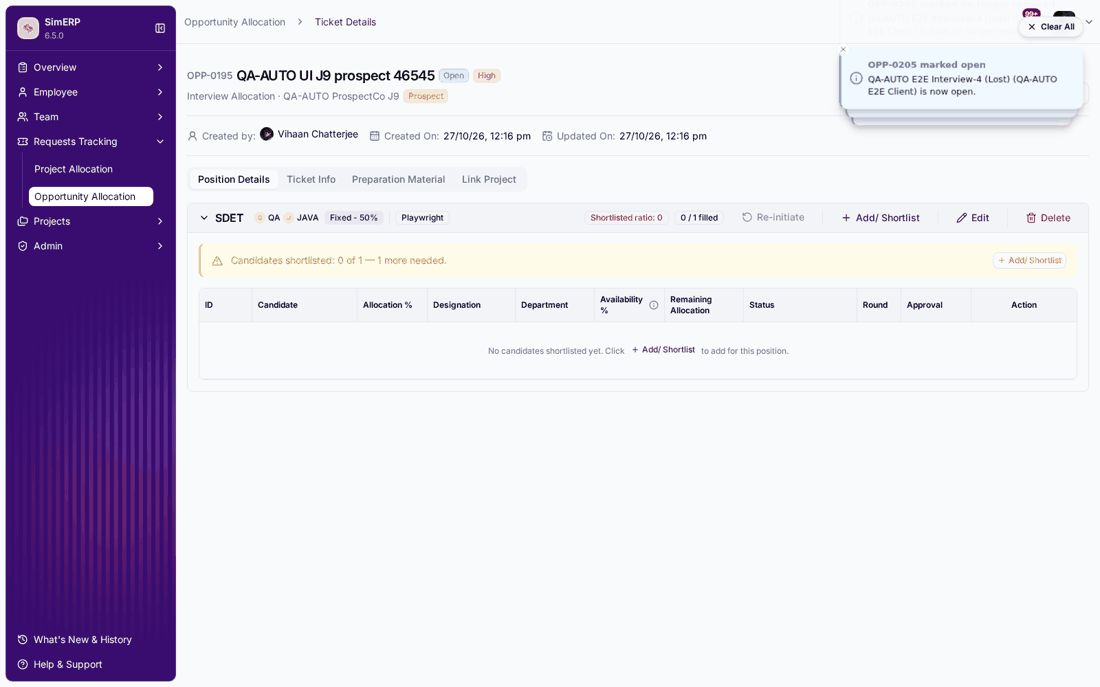 SimERP
6.5.0
Overview
Employee
Team
Requests Tracking
Project Allocation
Opportunity Allocation
Projects
Admin
What's New & History
Help & Support
Opportunity Allocation > Ticket Details
99+
Clear All
OPP-0205 marked open
QA-AUTO E2E Interview-4 (Lost) (QA-AUTO
E2E Client) is now open.
OPP-0195 QA-AUTO UI J9 prospect 46545 Open High
Interview Allocation · QA-AUTO ProspectCo J9 Prospect
Created by: Vihaan Chatterjee Created On: 27/10/26, 12:16 pm Updated On: 27/10/26, 12:16 pm
Position Details Ticket Info Preparation Material Link Project
SDET QA JAVA Fixed - 50% Playwright Shortlisted ratio: 0 0 / 1 filled Re-initiate + Add/ Shortlist Edit Delete
Candidates shortlisted: 0 of 1 — 1 more needed. + Add/ Shortlist
ID Candidate Allocation % Designation Department Availability % Remaining Allocation Status Round Approval Action
No candidates shortlisted yet. Click + Add/ Shortlist to add for this position.